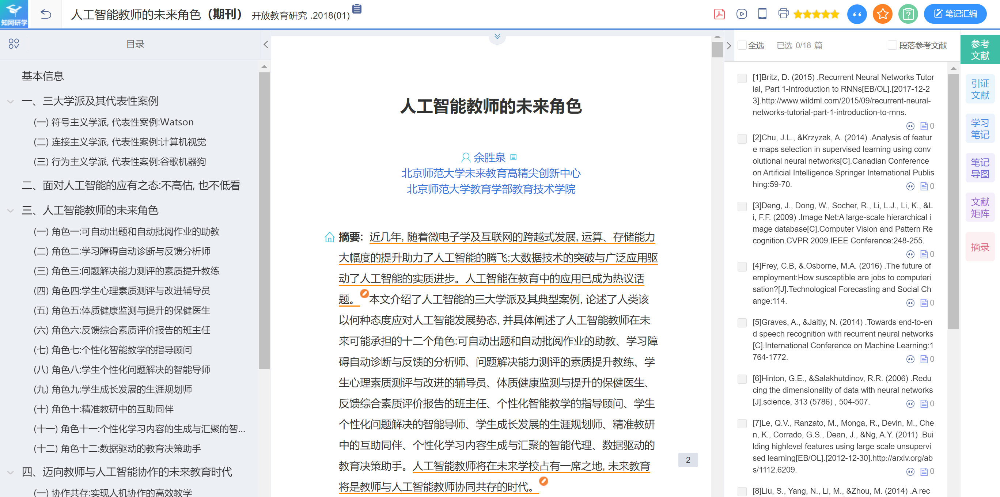 知网研学
人工智能教师的未来角色（期刊） 开放教育研究 .2018(01)
笔记汇编
目录
基本信息
一、三大学派及其代表性案例
(一) 符号主义学派, 代表性案例:Watson
(二) 连接主义学派, 代表性案例:计算机视觉
(三) 行为主义学派, 代表性案例:谷歌机器狗
二、面对人工智能的应有之态:不高估, 也不低看
三、人工智能教师的未来角色
(一) 角色一:可自动出题和自动批阅作业的助教
(二) 角色二:学习障碍自动诊断与反馈分析师
(三) 角色三:问题解决能力测评的素质提升教练
(四) 角色四:学生心理素质测评与改进辅导员
(五) 角色五:体质健康监测与提升的保健医生
(六) 角色六:反馈综合素质评价报告的班主任
(七) 角色七:个性化智能教学的指导顾问
(八) 角色八:学生个性化问题解决的智能导师
(九) 角色九:学生成长发展的生涯规划师
(十) 角色十:精准教研中的互助同伴
(十一) 角色十一:个性化学习内容的生成与汇聚的智...
(十二) 角色十二:数据驱动的教育决策助手
四、迈向教师与人工智能协作的未来教育时代
(一) 协作共存:实现人机协作的高效教学
人工智能教师的未来角色
余胜泉
北京师范大学未来教育高精尖创新中心
北京师范大学教育学部教育技术学院
摘要: 近几年, 随着微电子学及互联网的跨越式发展, 运算、存储能力
大幅度的提升助力了人工智能的腾飞;大数据技术的突破与广泛应用驱
动了人工智能的实质进步。人工智能在教育中的应用已成为热议话
题。本文介绍了人工智能的三大学派及其典型案例, 论述了人类该
以何种态度应对人工智能发展势态, 并具体阐述了人工智能教师在未
来可能承担的十二个角色:可自动出题和自动批阅作业的助教、学习障
碍自动诊断与反馈的分析师、问题解决能力测评的素质提升教练、学
生心理素质测评与改进的辅导员、体质健康监测与提升的保健医生、
反馈综合素质评价报告的班主任、个性化智能教学的指导顾问、学生
个性化问题解决的智能导师、学生成长发展的生涯规划师、精准教研
中的互助同伴、个性化学习内容生成与汇聚的智能代理、数据驱动的
教育决策助手。人工智能教师将在未来学校占有一席之地, 未来教育
将是教师与人工智能教师协同共存的时代。
2
全选 已选 0/18 篇 段落参考文献
[1]Britz, D. (2015) .Recurrent Neural Networks Tutor
ial, Part 1-Introduction to RNNs[EB/OL].[2017-12-2
3].http://www.wildml.com/2015/09/recurrent-neural-
networks-tutorial-part-1-introduction-to-rnns.
0
[2]Chu, J.L., &Krzyzak, A. (2014) .Analysis of featur
e maps selection in supervised learning using conv
olutional neural networks[C].Canadian Conference
on Artificial Intelligence.Springer International Publis
hing:59-70.
0
[3]Deng, J., Dong, W., Socher, R., Li, L.J., Li, K., &L
i, F.F. (2009) .Image Net:A large-scale hierarchical i
mage database[C].Computer Vision and Pattern Re
cognition.CVPR 2009.IEEE Conference:248-255.
0
[4]Frey, C.B, &.Osborne, M.A. (2016) .The future of
employment:How susceptible are jobs to computeri
sation?[J].Technological Forecasting and Social Ch
ange:114.
0
[5]Graves, A., &Jaitly, N. (2014) .Towards end-to-en
d speech recognition with recurrent neural networks
[C].International Conference on Machine Learning:1
764-1772.
0
[6]Hinton, G.E., &Salakhutdinov, R.R. (2006) .Redu
cing the dimensionality of data with neural networks
[J].science, 313 (5786) , 504-507.
0
[7]Le, Q.V., Ranzato, M., Monga, R., Devin, M., Che
n, K., Corrado, G.S., Dean, J., &Ng, A.Y. (2011) .Bui
lding highlevel features using large scale unsupervi
sed learning[EB/OL].[2012-12-30].http://arxiv.org/ab
s/1112.6209.
0
[8]Liu, S., Yang, N., Li, M., &Zhou, M. (2014) .A rec
参考
文献
引证
文献
学习
笔记
笔记
导图
文献
矩阵
摘录